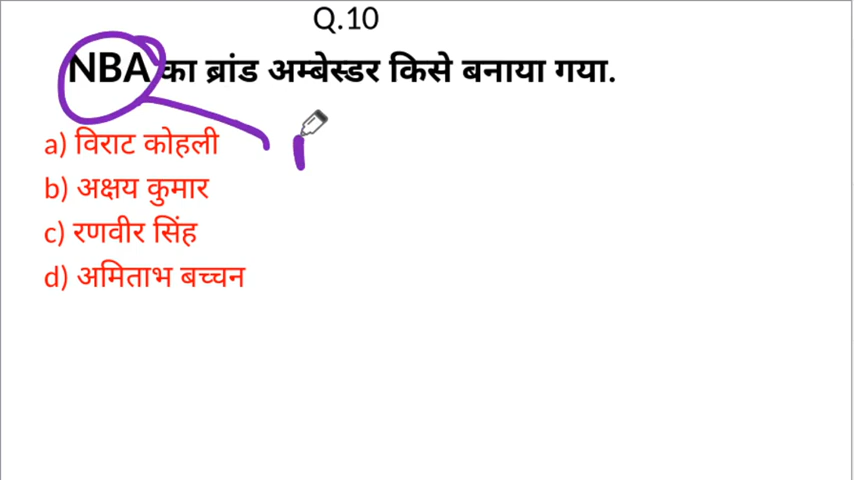 Q.10
NBA का ब्रांड अम्बेस्डर किसे बनाया गया.
a) विराट कोहली
b) अक्षय कुमार
c) रणवीर सिंह
d) अमिताभ बच्चन